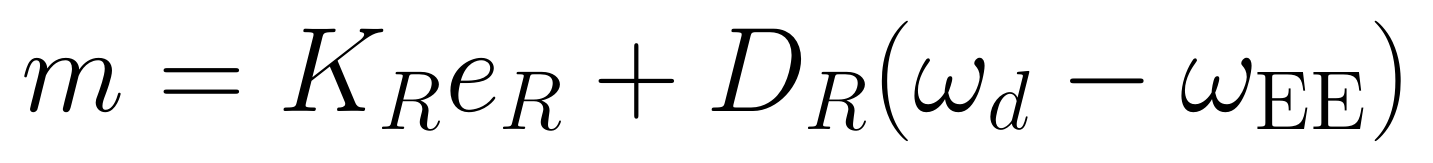 m = K_R e_R + D_R(ω_d − ω_EE)